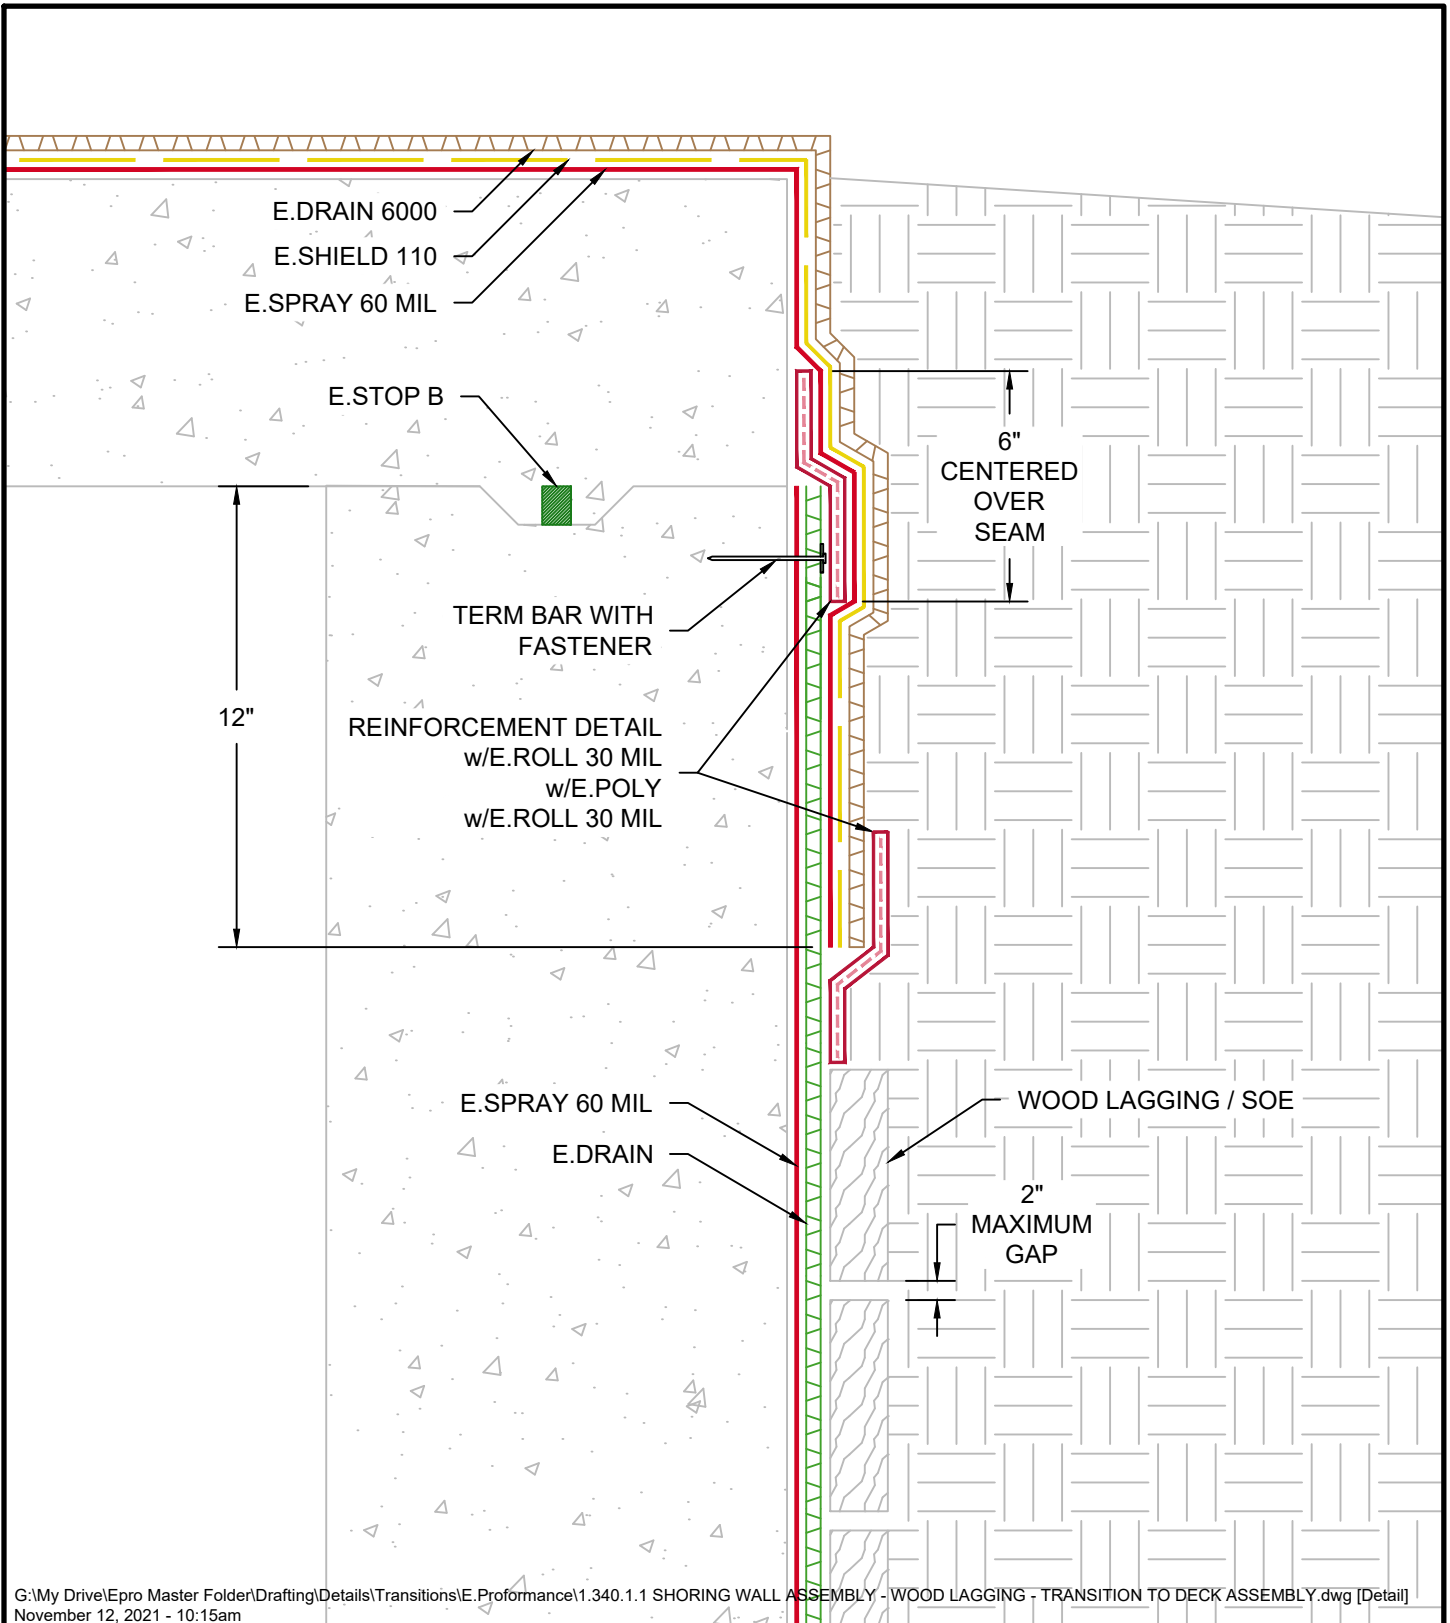 E.DRAIN 6000
E.SHIELD 110
E.SPRAY 60 MIL
E.STOP B
6"
CENTERED
OVER
SEAM
TERM BAR WITH
FASTENER
12"
REINFORCEMENT DETAIL
w/E.ROLL 30 MIL
w/E.POLY
w/E.ROLL 30 MIL
E.SPRAY 60 MIL
E.DRAIN
WOOD LAGGING / SOE
2"
MAXIMUM
GAP
G:\My Drive\Epro Master Folder\Drafting\Details\Transitions\E.Proformance\1.340.1.1 SHORING WALL ASSEMBLY - WOOD LAGGING - TRANSITION TO DECK ASSEMBLY.dwg [Detail]
November 12, 2021 - 10:15am